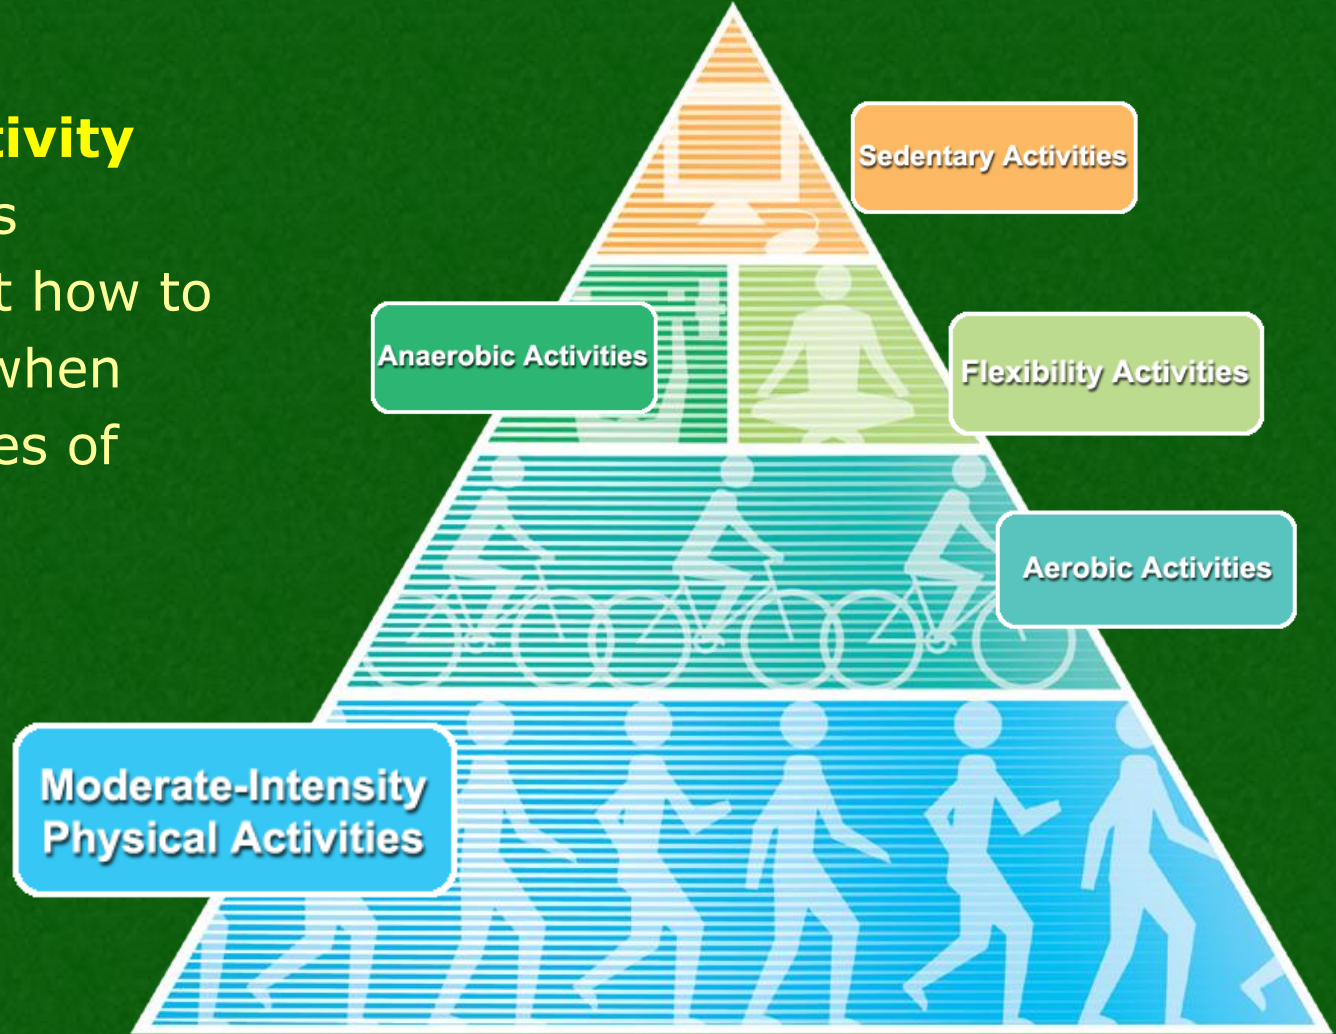 tivity
s
t how to
when
es of
Sedentary Activities
Anaerobic Activities
Flexibility Activities
Aerobic Activities
Moderate-Intensity
Physical Activities